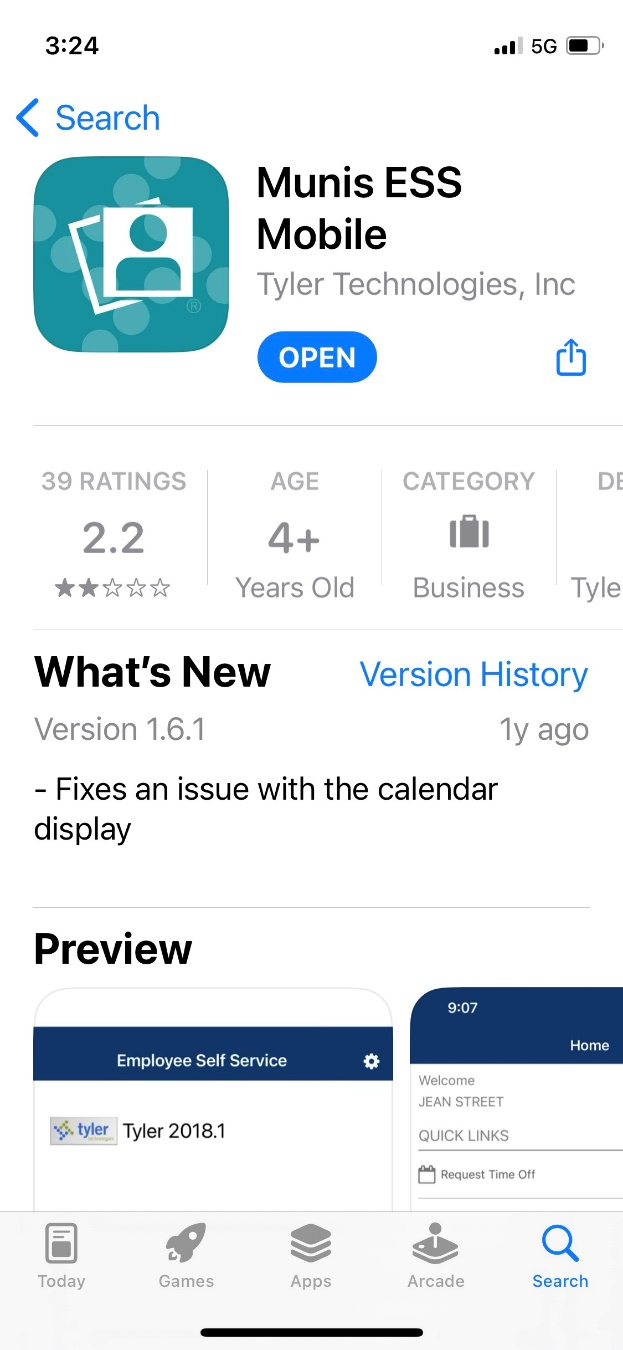 3:24
5G
Search
Munis ESS
Mobile
Tyler Technologies, Inc
®
OPEN
39 RATINGS
2.2
AGE
4+
Years Old
CATEGORY
Business
DE
Tyle
What's New
Version History
Version 1.6.1
1y ago
- Fixes an issue with the calendar
display
Preview
Employee Self Service
tyler
technologies
Tyler 2018.1
9:07
Home
Welcome
JEAN STREET
QUICK LINKS
Request Time Off
Today
Games
Apps
Arcade
Search